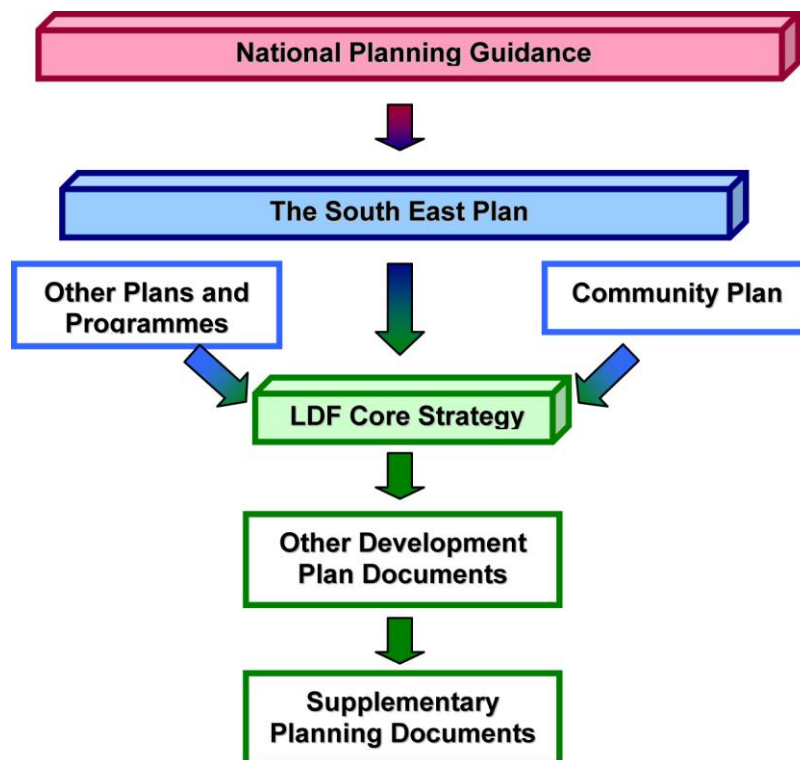 National Planning Guidance
The South East Plan
Other Plans and
Programmes
Community Plan
LDF Core Strategy
Other Development
Plan Documents
Supplementary
Planning Documents